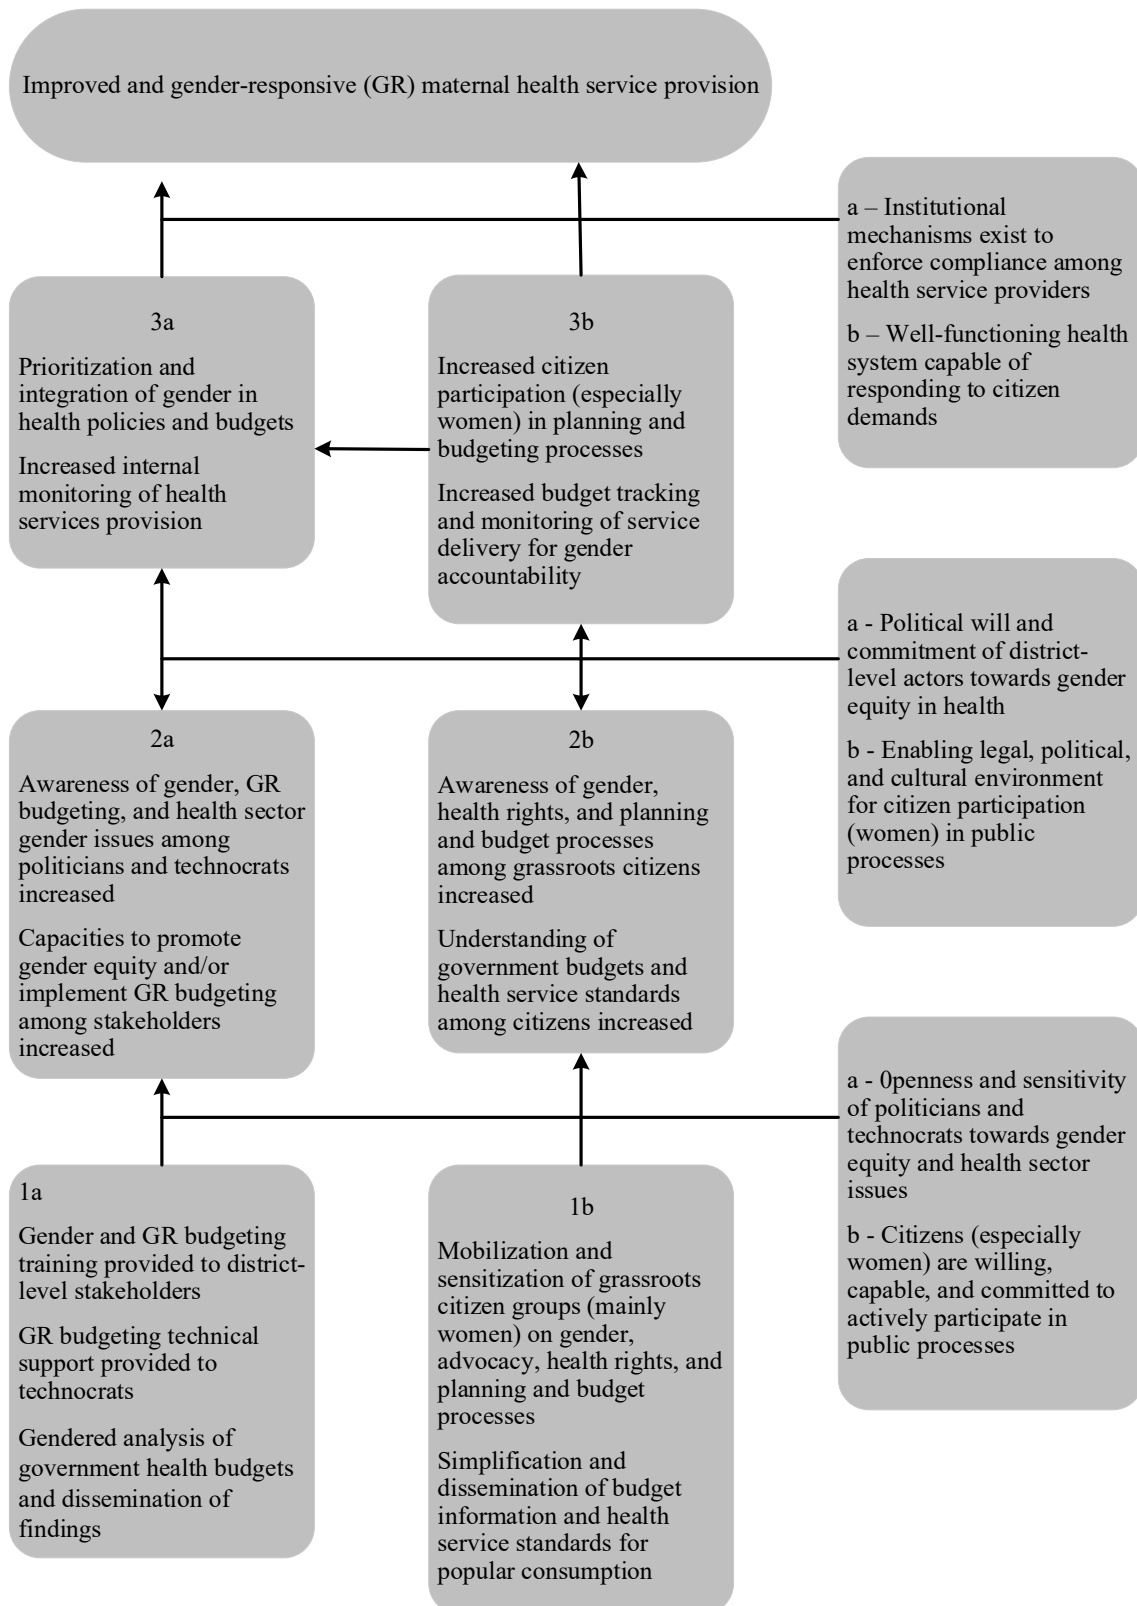 Improved and gender-responsive (GR) maternal health service provision
a – Institutional
mechanisms exist to
enforce compliance among
health service providers
b – Well-functioning health
system capable of
responding to citizen
demands
3a
Prioritization and
integration of gender in
health policies and budgets
Increased internal
monitoring of health
services provision
3b
Increased citizen
participation (especially
women) in planning and
budgeting processes
Increased budget tracking
and monitoring of service
delivery for gender
accountability
a - Political will and
commitment of district-
level actors towards gender
equity in health
b - Enabling legal, political,
and cultural environment
for citizen participation
(women) in public
processes
2a
Awareness of gender, GR
budgeting, and health sector
gender issues among
politicians and technocrats
increased
Capacities to promote
gender equity and/or
implement GR budgeting
among stakeholders
increased
2b
Awareness of gender,
health rights, and planning
and budget processes
among grassroots citizens
increased
Understanding of
government budgets and
health service standards
among citizens increased
a - 0penness and sensitivity
of politicians and
technocrats towards gender
equity and health sector
issues
b - Citizens (especially
women) are willing,
capable, and committed to
actively participate in
public processes
1a
Gender and GR budgeting
training provided to district-
level stakeholders
GR budgeting technical
support provided to
technocrats
Gendered analysis of
government health budgets
and dissemination of
findings
1b
Mobilization and
sensitization of grassroots
citizen groups (mainly
women) on gender,
advocacy, health rights, and
planning and budget
processes
Simplification and
dissemination of budget
information and health
service standards for
popular consumption